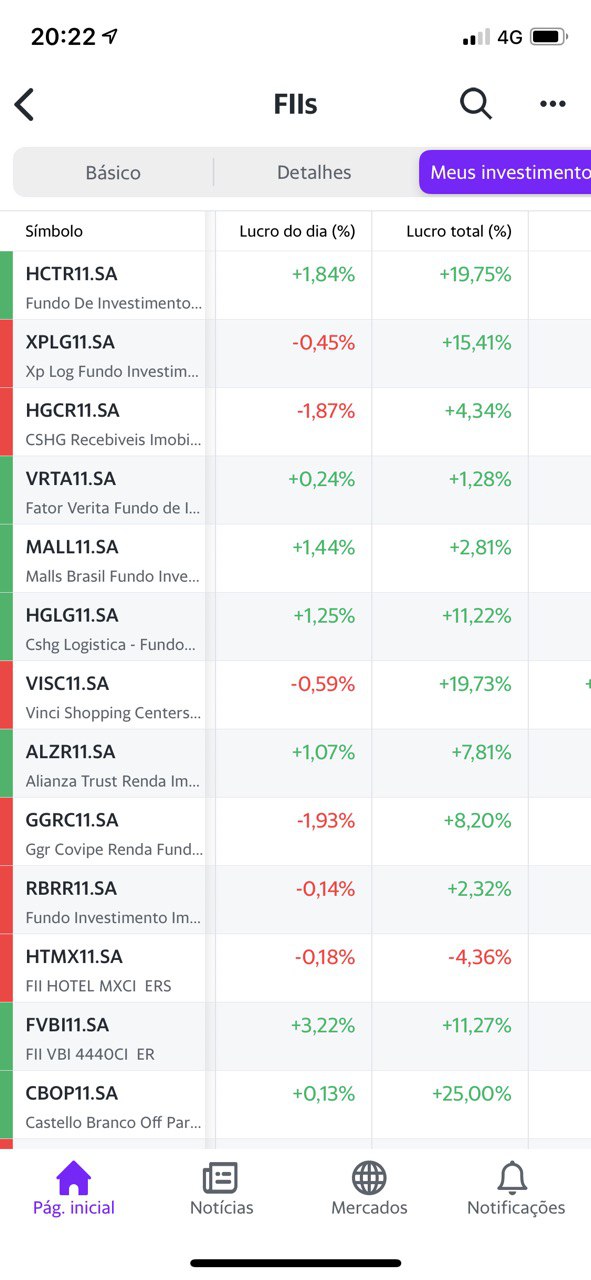 20:22 4G
FIIs
Básico Detalhes Meus investimento
Símbolo Lucro do dia (%) Lucro total (%)
HCTR11.SA +1,84% +19,75%
Fundo De Investimento...
XPLG11.SA -0,45% +15,41%
Xp Log Fundo Investim...
HGCR11.SA -1,87% +4,34%
CSHG Recebiveis Imobi...
VRTA11.SA +0,24% +1,28%
Fator Verita Fundo de I...
MALL11.SA +1,44% +2,81%
Malls Brasil Fundo Inve...
HGLG11.SA +1,25% +11,22%
Cshg Logistica - Fundo...
VISC11.SA -0,59% +19,73% +
Vinci Shopping Centers...
ALZR11.SA +1,07% +7,81%
Alianza Trust Renda Im...
GGRC11.SA -1,93% +8,20%
Ggr Covipe Renda Fund...
RBRR11.SA -0,14% +2,32%
Fundo Investimento Im...
HTMX11.SA -0,18% -4,36%
FII HOTEL MXCI ERS
FVBI11.SA +3,22% +11,27%
FII VBI 4440CI ER
CBOP11.SA +0,13% +25,00%
Castello Branco Off Par...
Pág. inicial Notícias Mercados Notificações